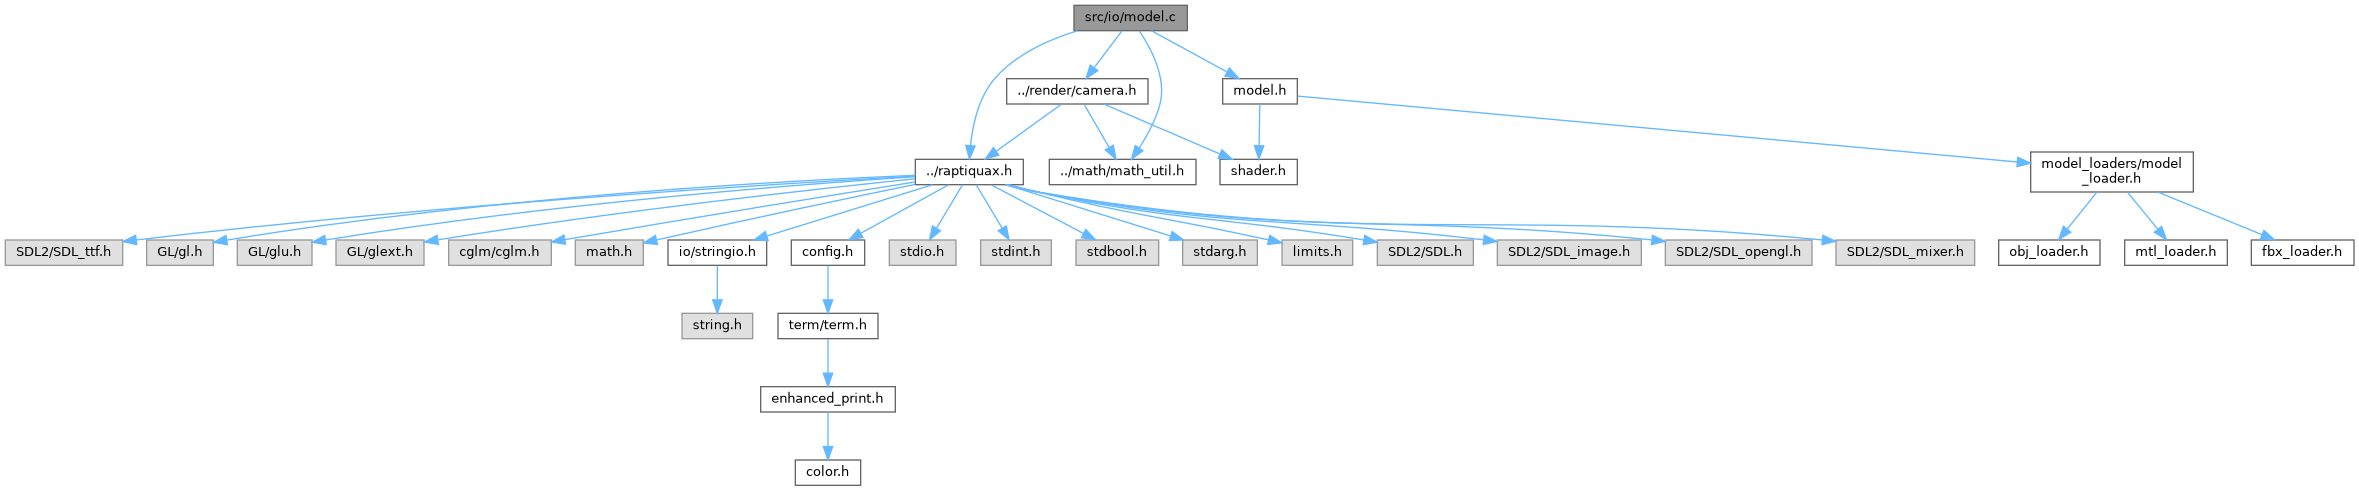 src/io/model.c
../render/camera.h
model.h
../raptiquax.h
../math/math_util.h
shader.h
model_loaders/model
_loader.h
SDL2/SDL_ttf.h
GL/gl.h
GL/glu.h
GL/glext.h
cglm/cglm.h
math.h
io/stringio.h
config.h
stdio.h
stdint.h
stdbool.h
stdarg.h
limits.h
SDL2/SDL.h
SDL2/SDL_image.h
SDL2/SDL_opengl.h
SDL2/SDL_mixer.h
obj_loader.h
mtl_loader.h
fbx_loader.h
string.h
term/term.h
enhanced_print.h
color.h